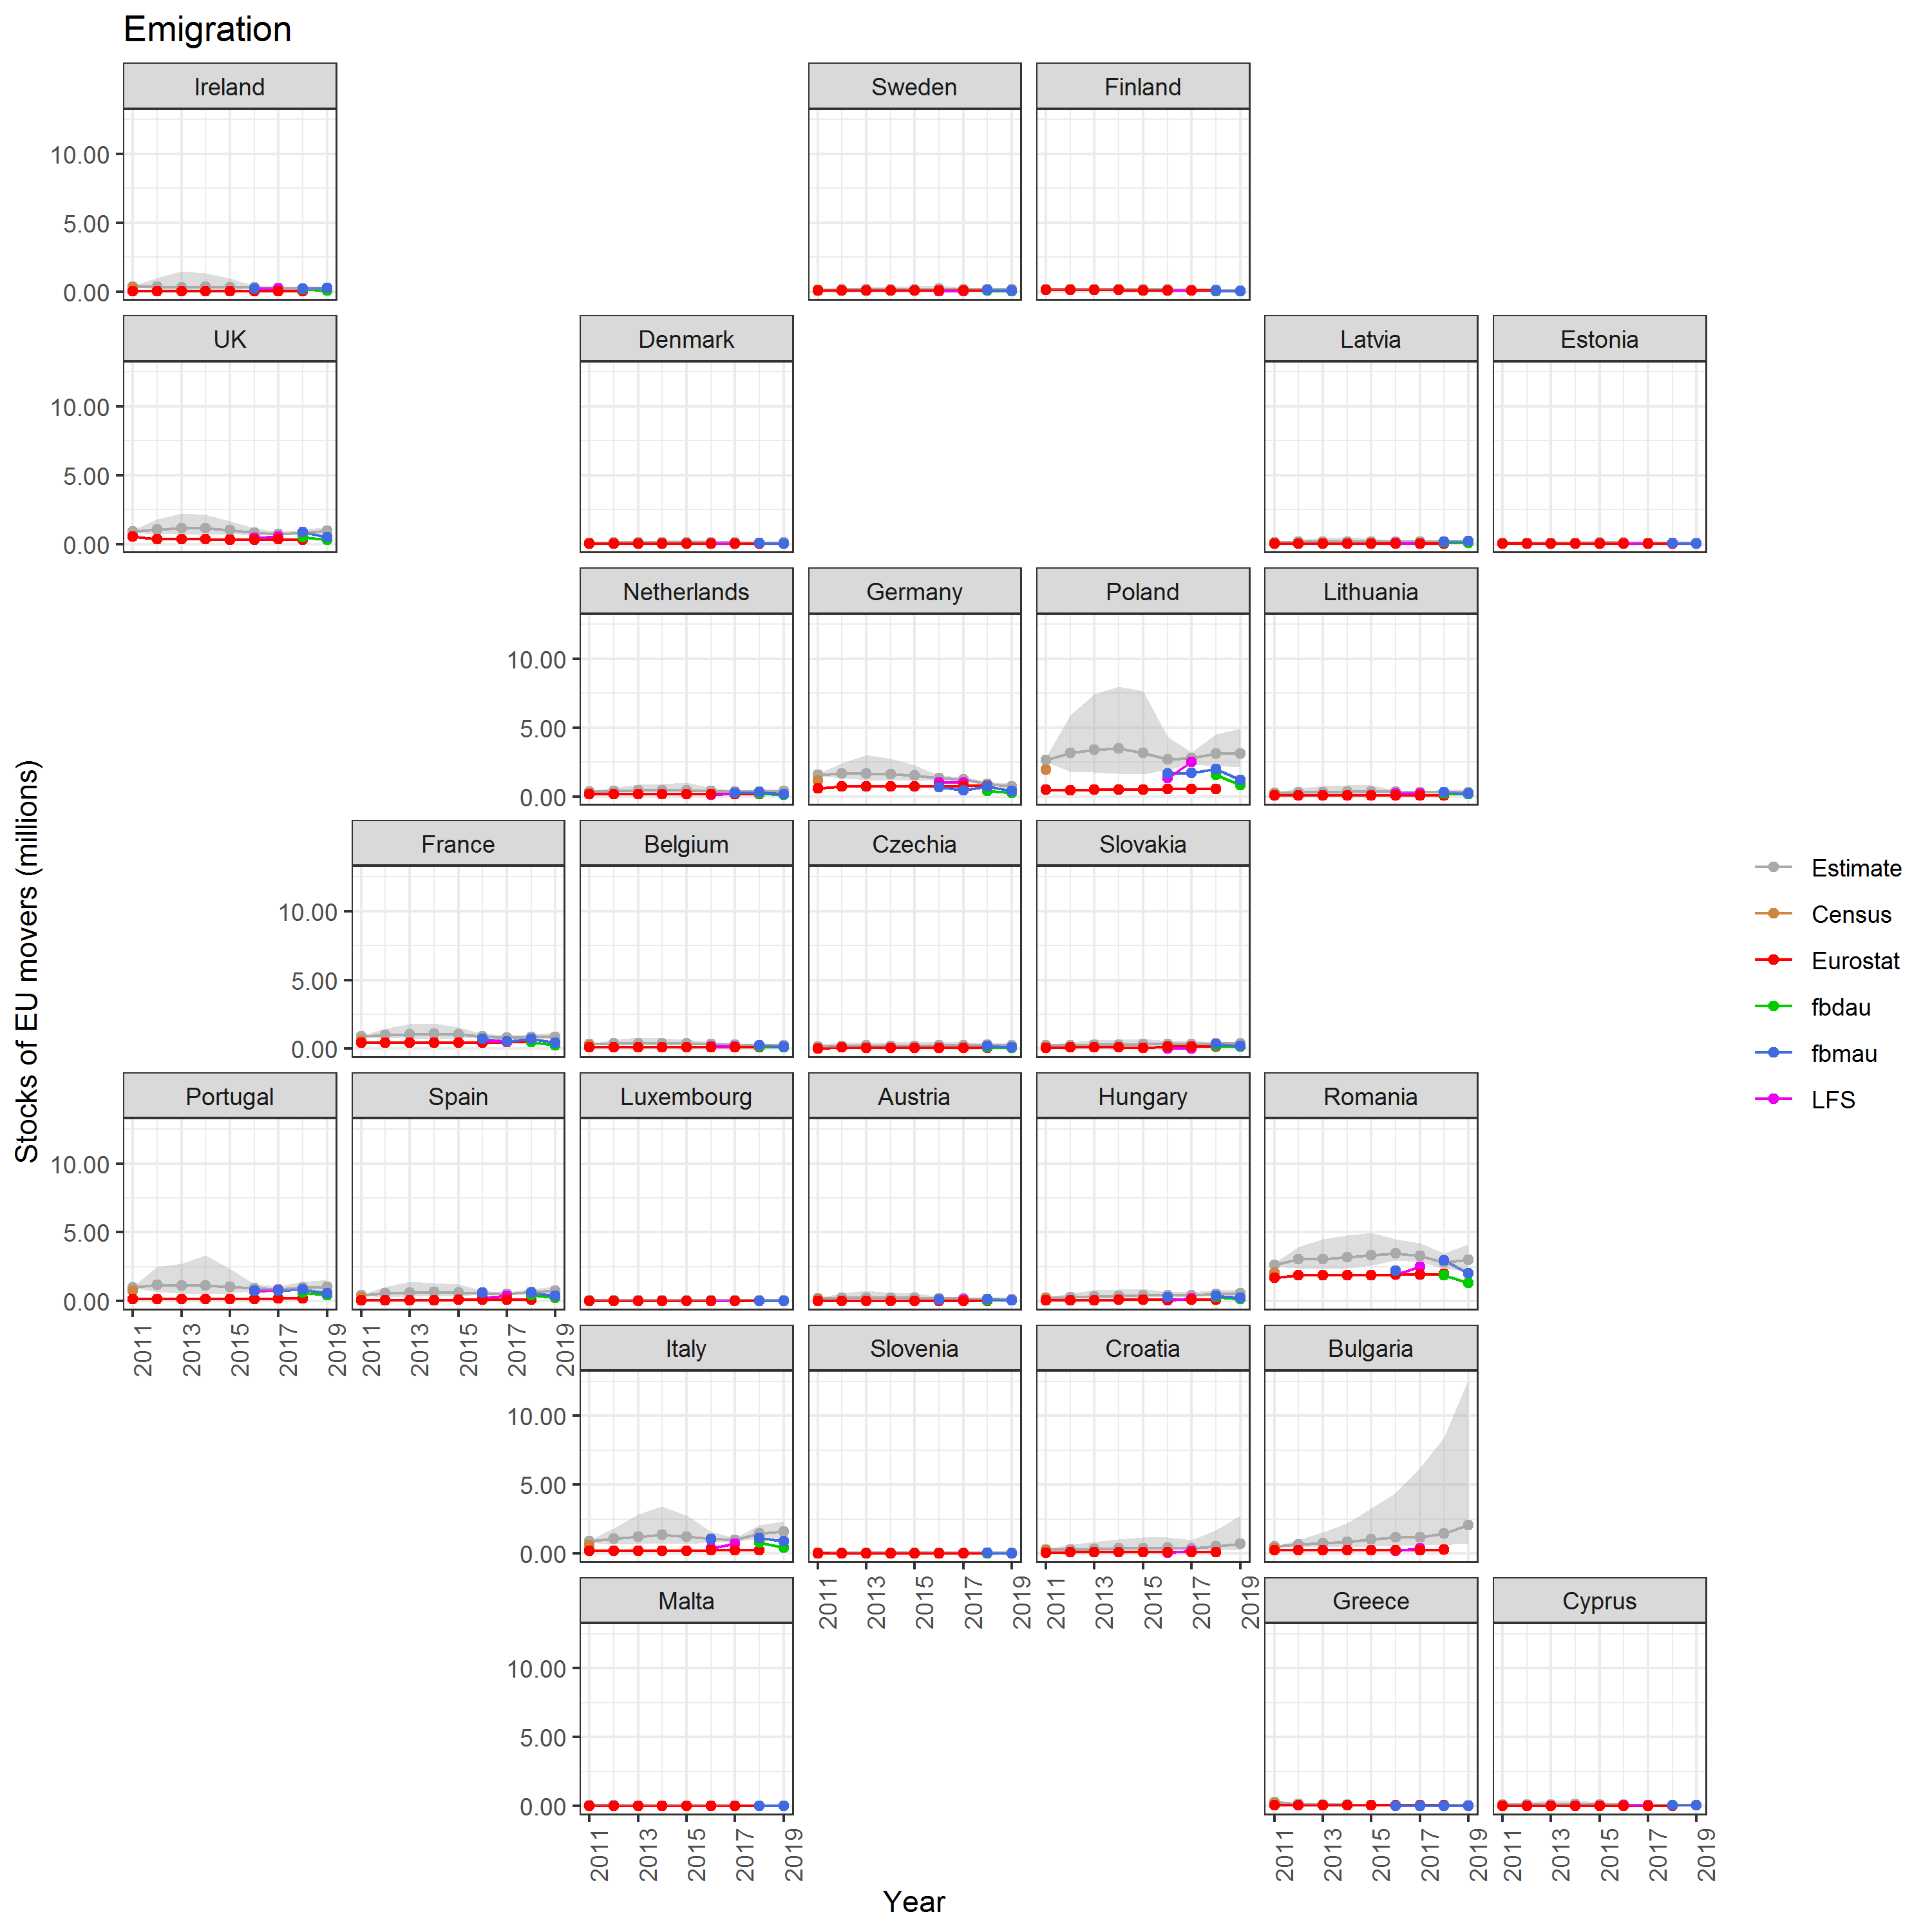 Emigration
Ireland
Sweden
Finland
10.00
5.00
0.00
UK
Denmark
Latvia
Estonia
10.00
5.00
0.00
Netherlands
Germany
Poland
Lithuania
10.00
5.00
0.00
France
Belgium
Czechia
Slovakia
10.00
5.00
0.00
Portugal
Spain
Luxembourg
Austria
Hungary
Romania
10.00
5.00
0.00
2011 2013 2015 2017 2019
2011 2013 2015 2017 2019
Italy
Slovenia
Croatia
Bulgaria
10.00
5.00
0.00
2011 2013 2015 2017 2019
2011 2013 2015 2017 2019
Malta
Greece
Cyprus
10.00
5.00
0.00
2011 2013 2015 2017 2019
2011 2013 2015 2017 2019
2011 2013 2015 2017 2019
Year
Stocks of EU movers (millions)
Estimate
Census
Eurostat
fbdau
fbmau
LFS